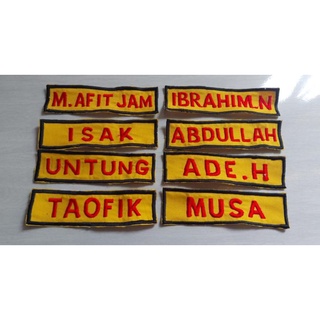 M.AFIT JAM
IBRAHIM.N
ISAK
ABDULLAH
UNTUNG
ADE.H
TAOFIK
MUSA